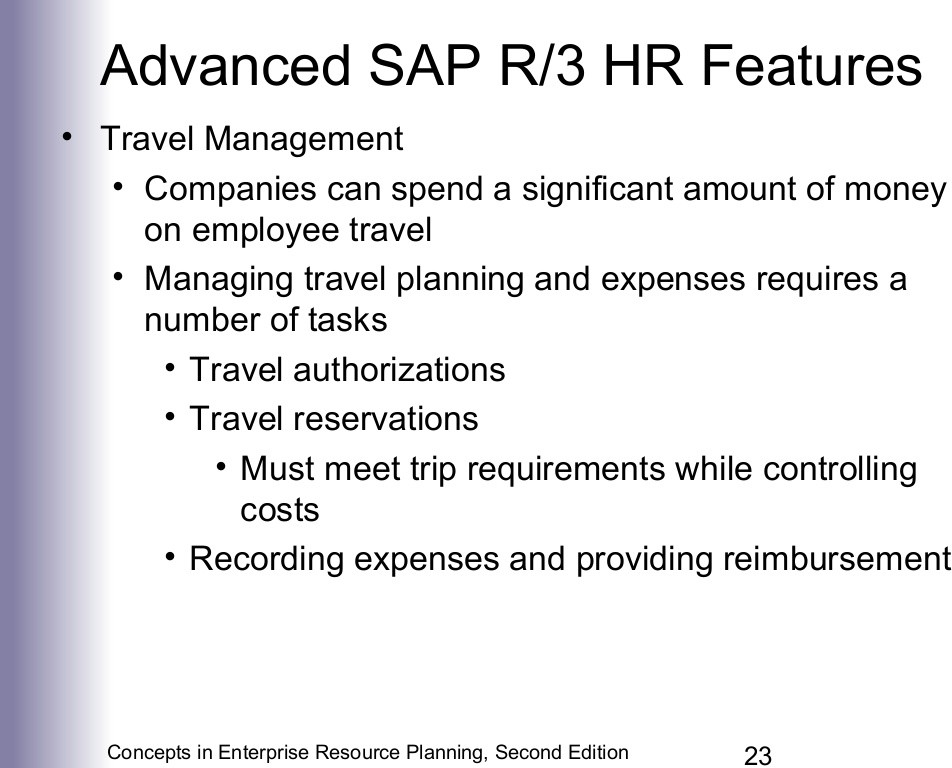 Advanced SAP R/3 HR Features
• Travel Management
• Companies can spend a significant amount of money
on employee travel
• Managing travel planning and expenses requires a
number of tasks
• Travel authorizations
• Travel reservations
• Must meet trip requirements while controlling
costs
• Recording expenses and providing reimbursement
Concepts in Enterprise Resource Planning, Second Edition
23